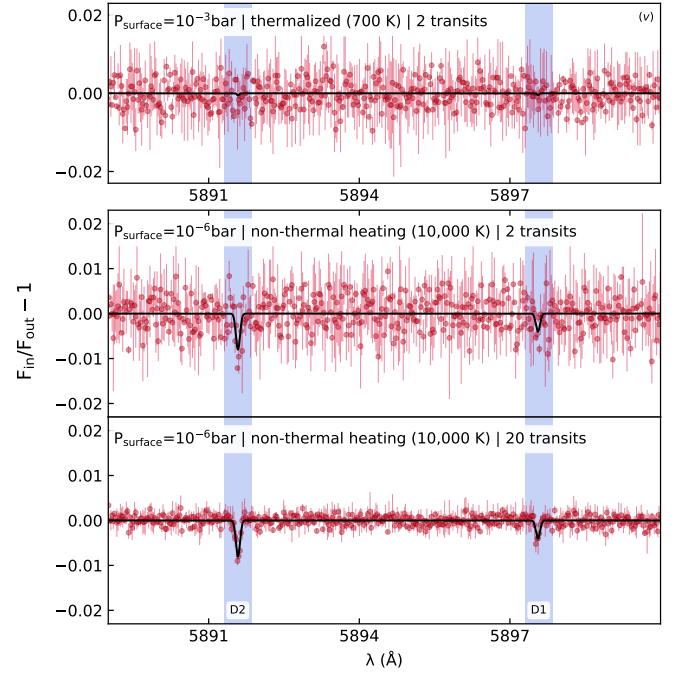 P_surface=10^-3bar | thermalized (700 K) | 2 transits
(v)
0.00
−0.02
5891 5894 5897
P_surface=10^-6bar | non-thermal heating (10,000 K) | 2 transits
0.02
0.01
0.00
−0.01
−0.02
F_in/F_out − 1
P_surface=10^-6bar | non-thermal heating (10,000 K) | 20 transits
0.02
0.01
0.00
−0.01
−0.02
D2 D1
5891 5894 5897
λ (Å)